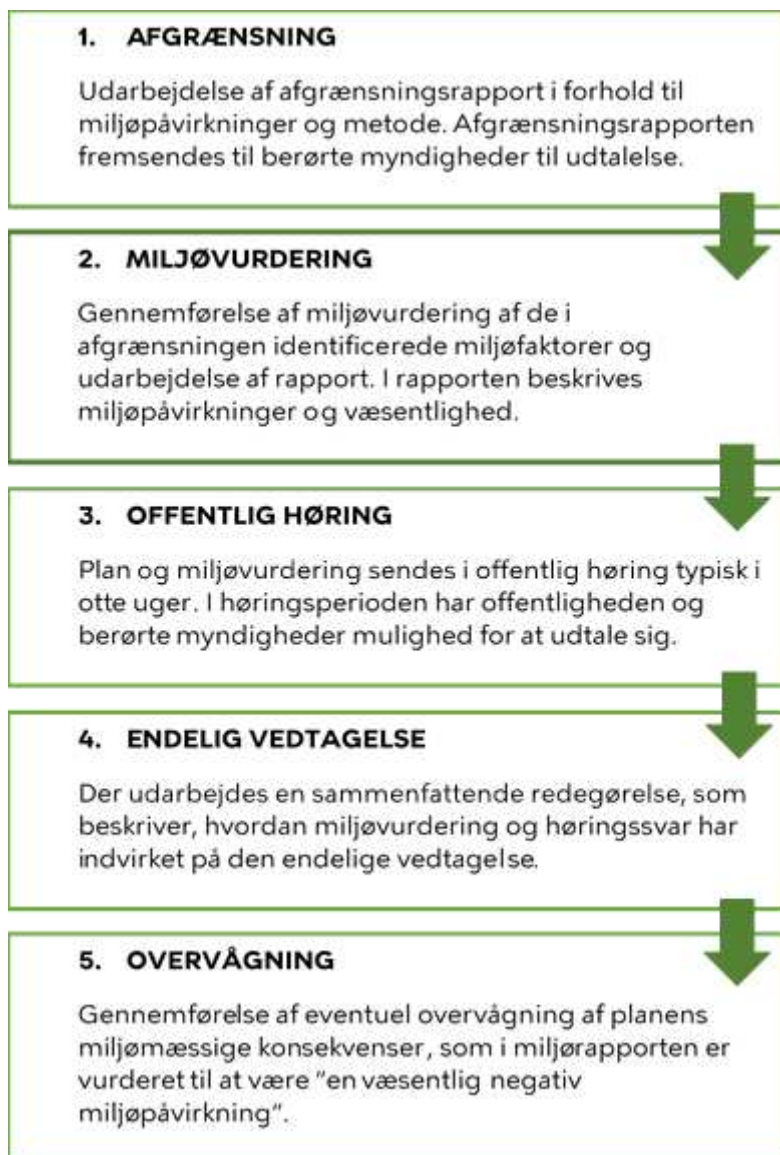 1. AFGRÆNSNING
Udarbejdelse af afgrænsningsrapport i forhold til
miljøpåvirkninger og metode. Afgrænsningsrapporten
fremsendes til berørte myndigheder til udtalelse.
2. MILJØVURDERING
Gennemførelse af miljøvurdering af de i
afgrænsningen identificerede miljøfaktorer og
udarbejdelse af rapport. I rapporten beskrives
miljøpåvirkninger og væsentlighed.
3. OFFENTLIG HØRING
Plan og miljøvurdering sendes i offentlig høring typisk i
otte uger. I høringsperioden har offentligheden og
berørte myndigheder mulighed for at udtale sig.
4. ENDELIG VEDTAGELSE
Der udarbejdes en sammenfattende redegørelse, som
beskriver, hvordan miljøvurdering og høringssvar har
indvirket på den endelige vedtagelse.
5. OVERVÅGNING
Gennemførelse af eventuel overvågning af planens
miljømæssige konsekvenser, som i miljørapporten er
vurderet til at være "en væsentlig negativ
miljøpåvirkning".